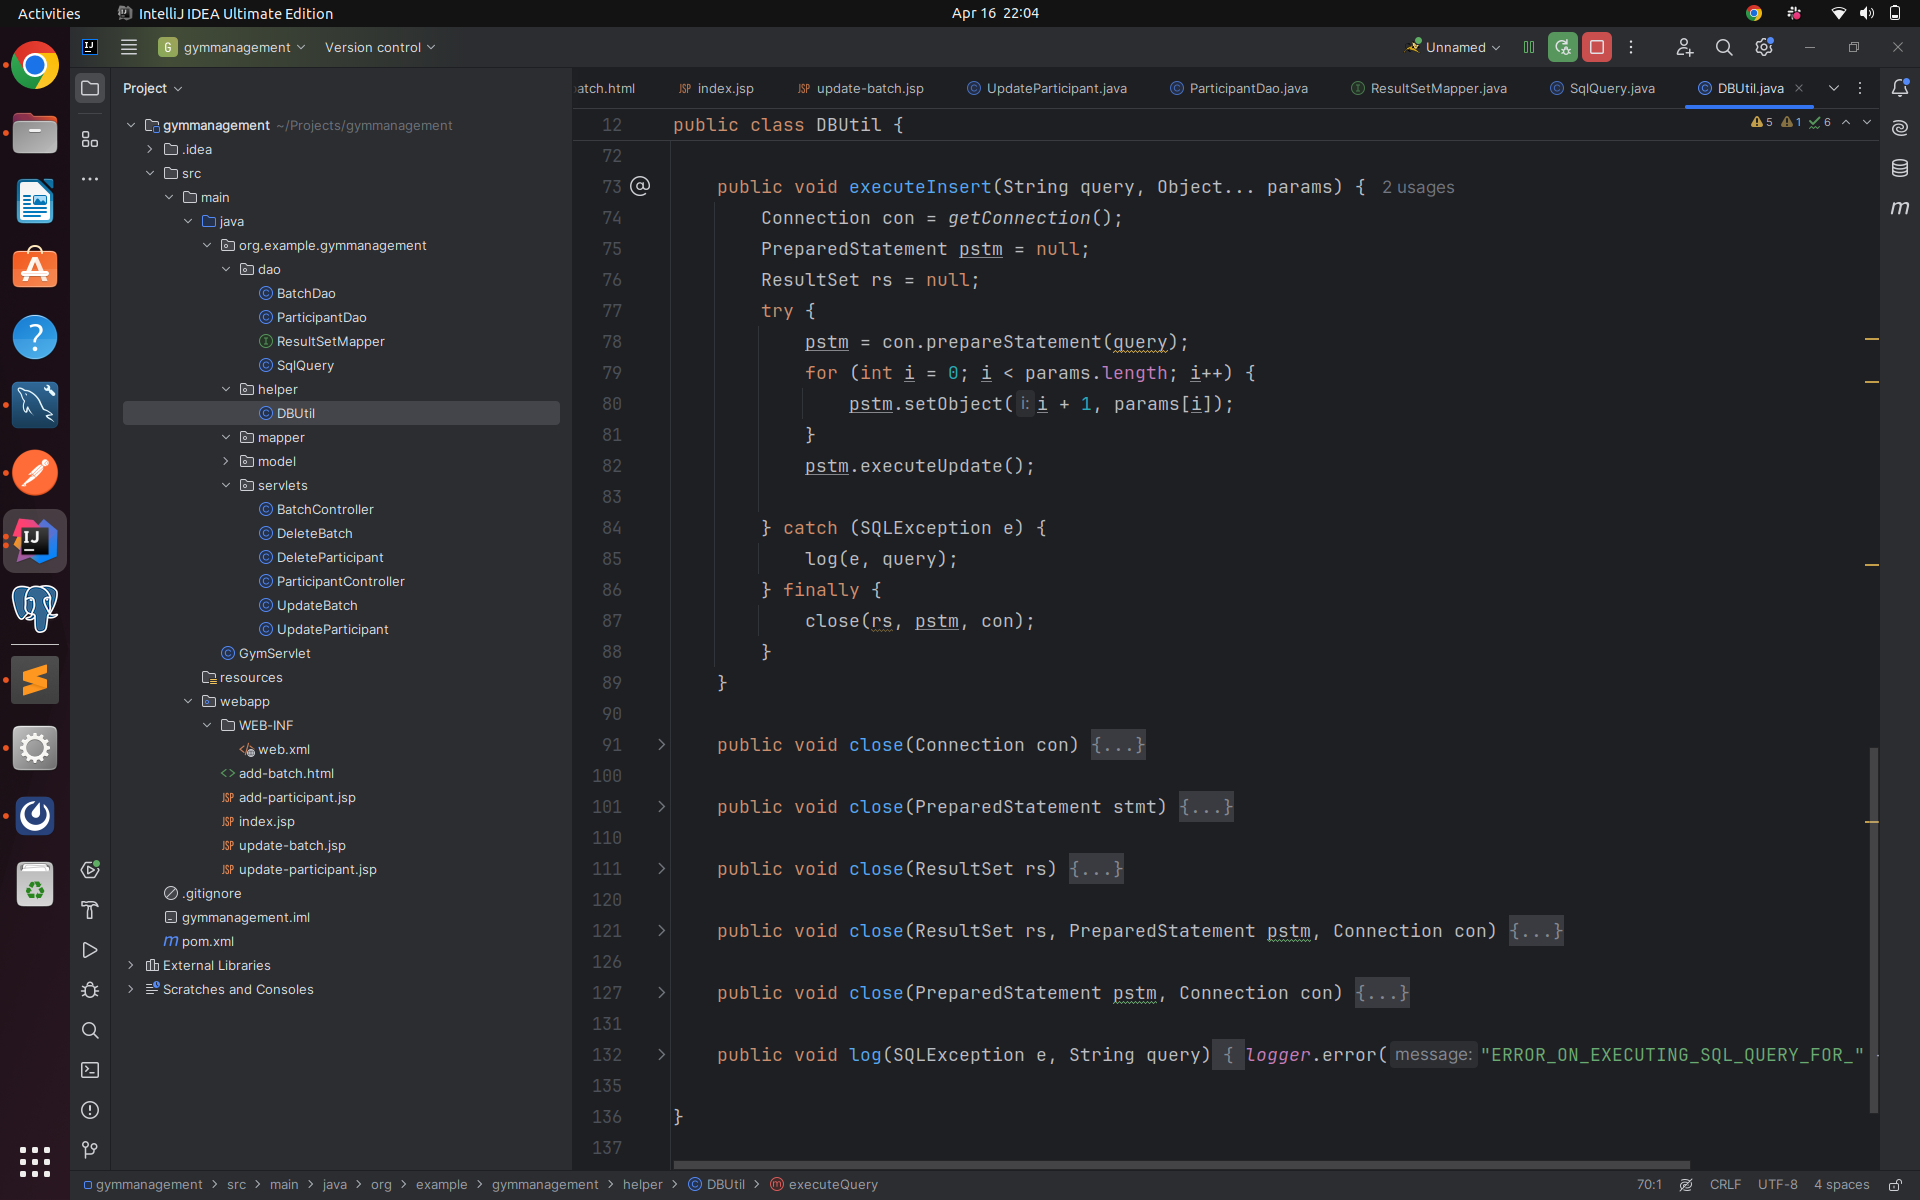 Activities
IntelliJ IDEA Ultimate Edition
Apr 16 22:04
G gymmanagement
Version control
Unnamed
Project
atch.html
JSP index.jsp
JSP update-batch.jsp
UpdateParticipant.java
ParticipantDao.java
ResultSetMapper.java
SqlQuery.java
DBUtil.java
gymmanagement ~/Projects/gymmanagement
.idea
src
main
java
org.example.gymmanagement
dao
BatchDao
ParticipantDao
ResultSetMapper
SqlQuery
helper
DBUtil
mapper
model
servlets
BatchController
DeleteBatch
DeleteParticipant
ParticipantController
UpdateBatch
UpdateParticipant
GymServlet
resources
webapp
WEB-INF
web.xml
add-batch.html
JSP add-participant.jsp
JSP index.jsp
JSP update-batch.jsp
JSP update-participant.jsp
.gitignore
gymmanagement.iml
m pom.xml
External Libraries
Scratches and Consoles
12 public class DBUtil {
5 1 6
72
73 @ public void executeInsert(String query, Object... params) { 2 usages
74 Connection con = getConnection();
75 PreparedStatement pstm = null;
76 ResultSet rs = null;
77 try {
78 pstm = con.prepareStatement(query);
79 for (int i = 0; i < params.length; i++) {
80 pstm.setObject( i: i + 1, params[i]);
81 }
82 pstm.executeUpdate();
83
84 } catch (SQLException e) {
85 log(e, query);
86 } finally {
87 close(rs, pstm, con);
88 }
89 }
90
91 public void close(Connection con) {...}
100
101 public void close(PreparedStatement stmt) {...}
110
111 public void close(ResultSet rs) {...}
120
121 public void close(ResultSet rs, PreparedStatement pstm, Connection con) {...}
126
127 public void close(PreparedStatement pstm, Connection con) {...}
131
132 public void log(SQLException e, String query) { logger.error( message: "ERROR_ON_EXECUTING_SQL_QUERY_FOR_"
135
136 }
137
gymmanagement > src > main > java > org > example > gymmanagement > helper > DBUtil > executeQuery
70:1 CRLF UTF-8 4 spaces